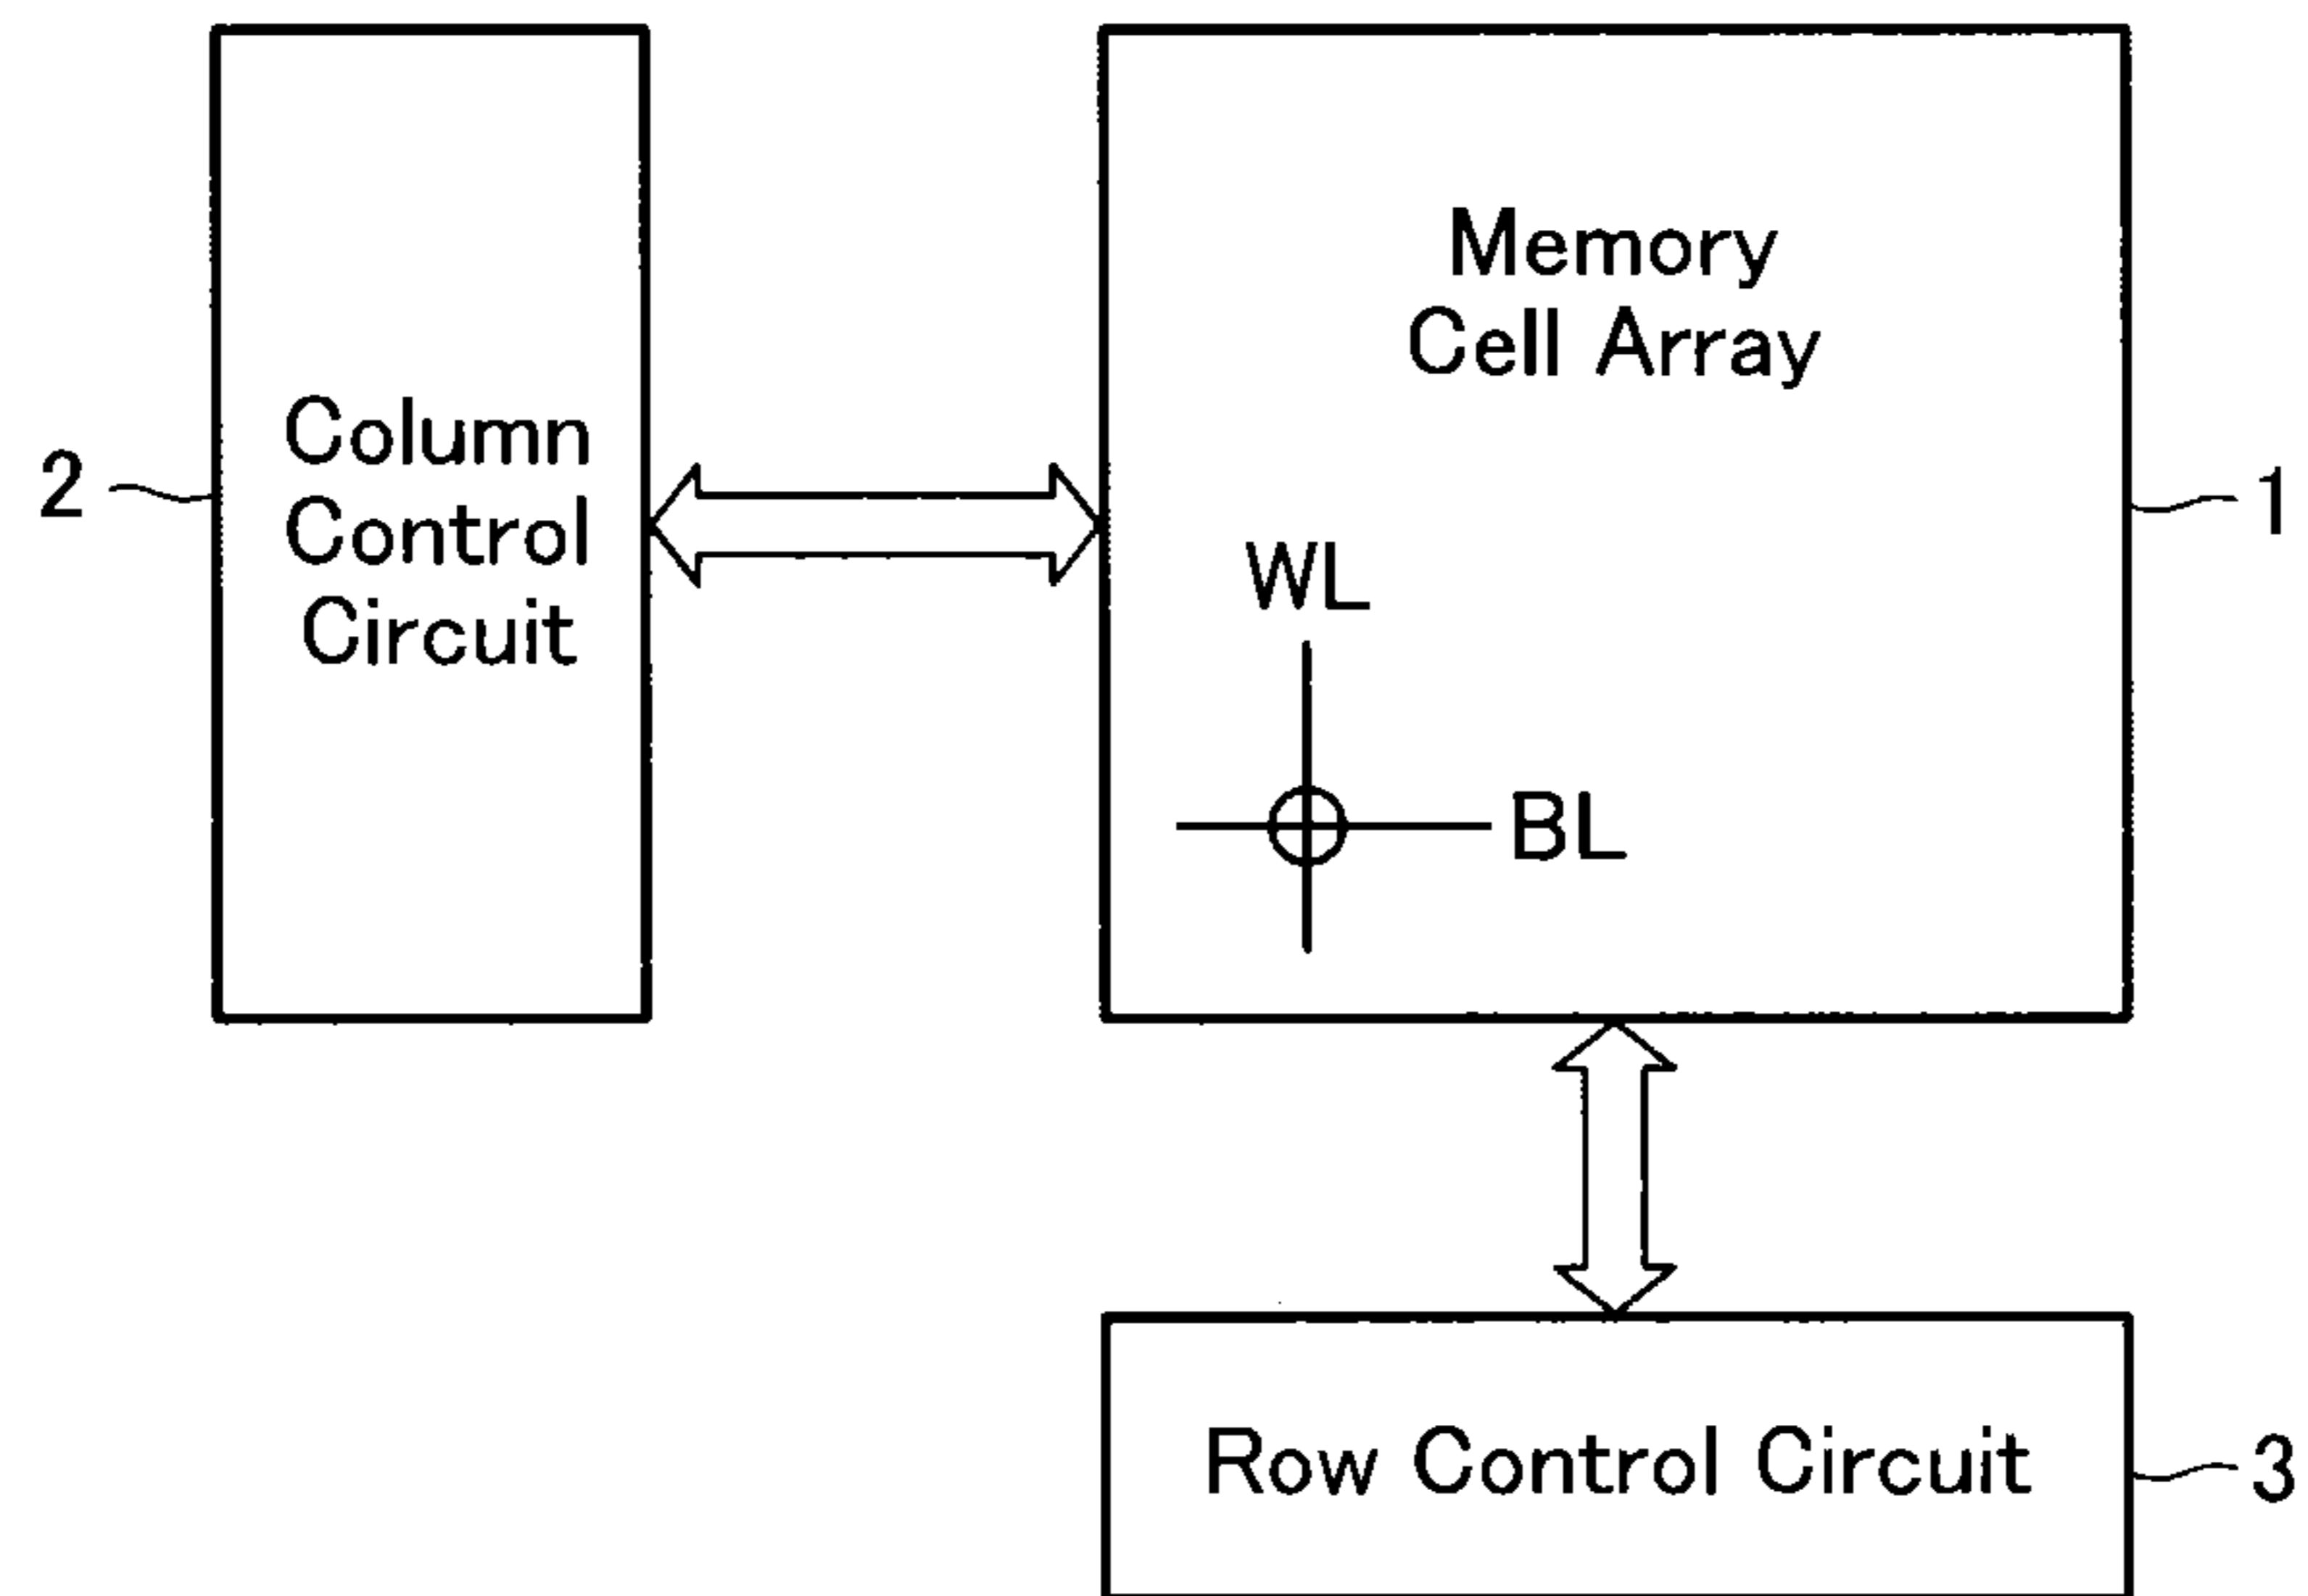 Memory
Cell Array
Column
Control
Circuit
2
1
WL
BL
Row Control Circuit
3